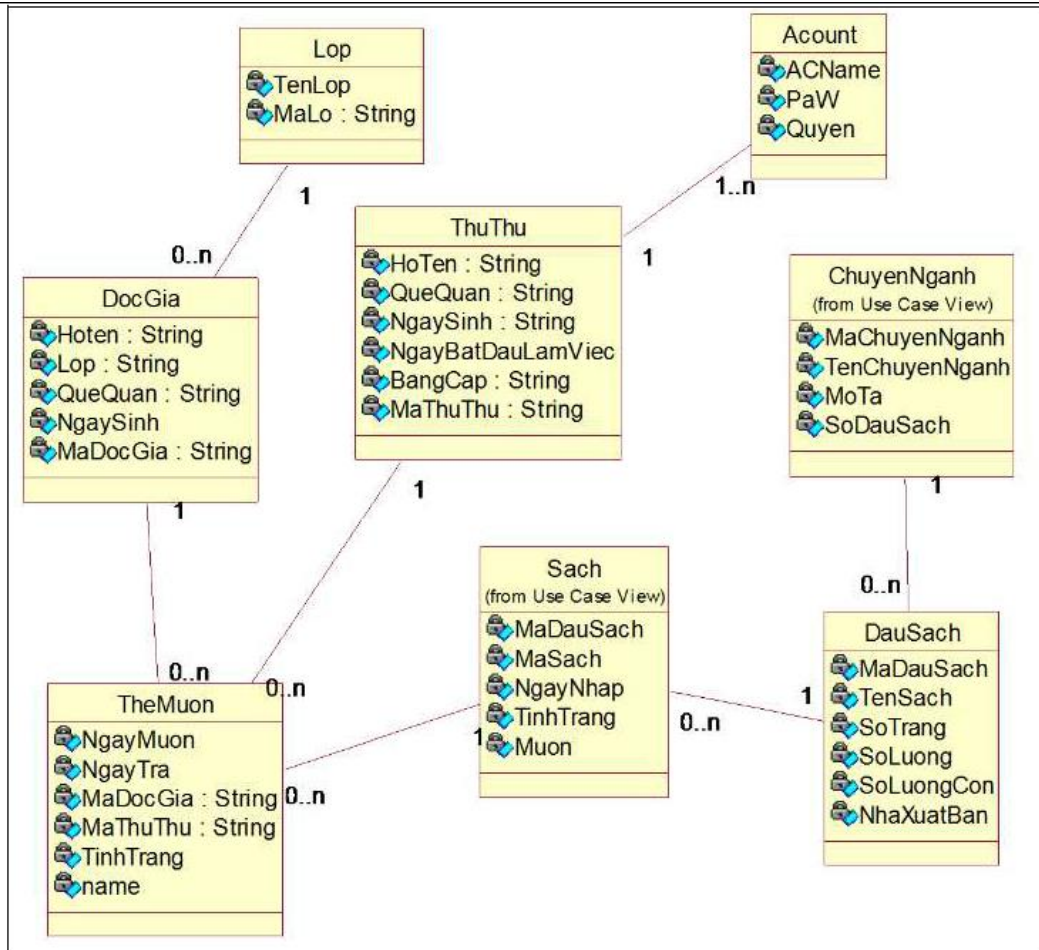 Lop
TenLop
MaLo : String
Acount
ACName
PaW
Quyen
1
0..n
1..n
1
ThuThu
HoTen : String
QueQuan : String
NgaySinh : String
NgayBatDauLamViec
BangCap : String
MaThuThu : String
DocGia
Hoten : String
Lop : String
QueQuan : String
NgaySinh
MaDocGia : String
ChuyenNganh
(from Use Case View)
MaChuyenNganh
TenChuyenNganh
MoTa
SoDauSach
1
1
1
0..n
Sach
(from Use Case View)
MaDauSach
MaSach
NgayNhap
TinhTrang
Muon
DauSach
MaDauSach
TenSach
SoTrang
SoLuong
SoLuongCon
NhaXuatBan
0..n
0..n
1
0..n
1
0..n
TheMuon
NgayMuon
NgayTra
MaDocGia : String
MaThuThu : String
TinhTrang
name